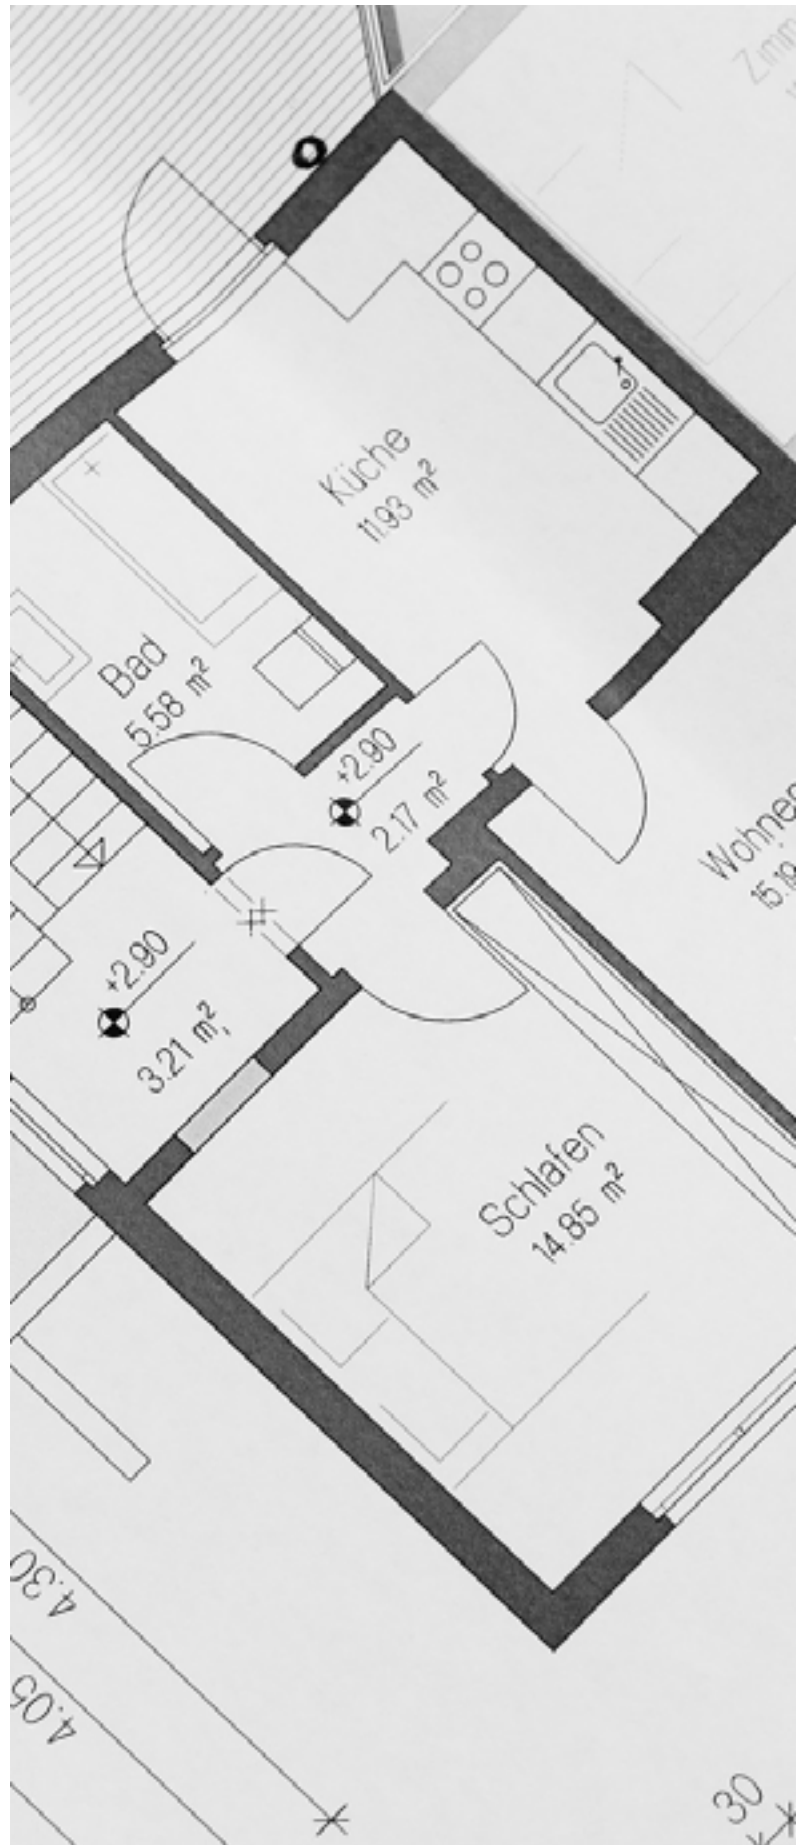 Küche
11.93 m²
Bad
5.58 m²
+2.90
2.17 m²
+2.90
3.21 m²
Schlafen
14.85 m²
4.30
4.05
30